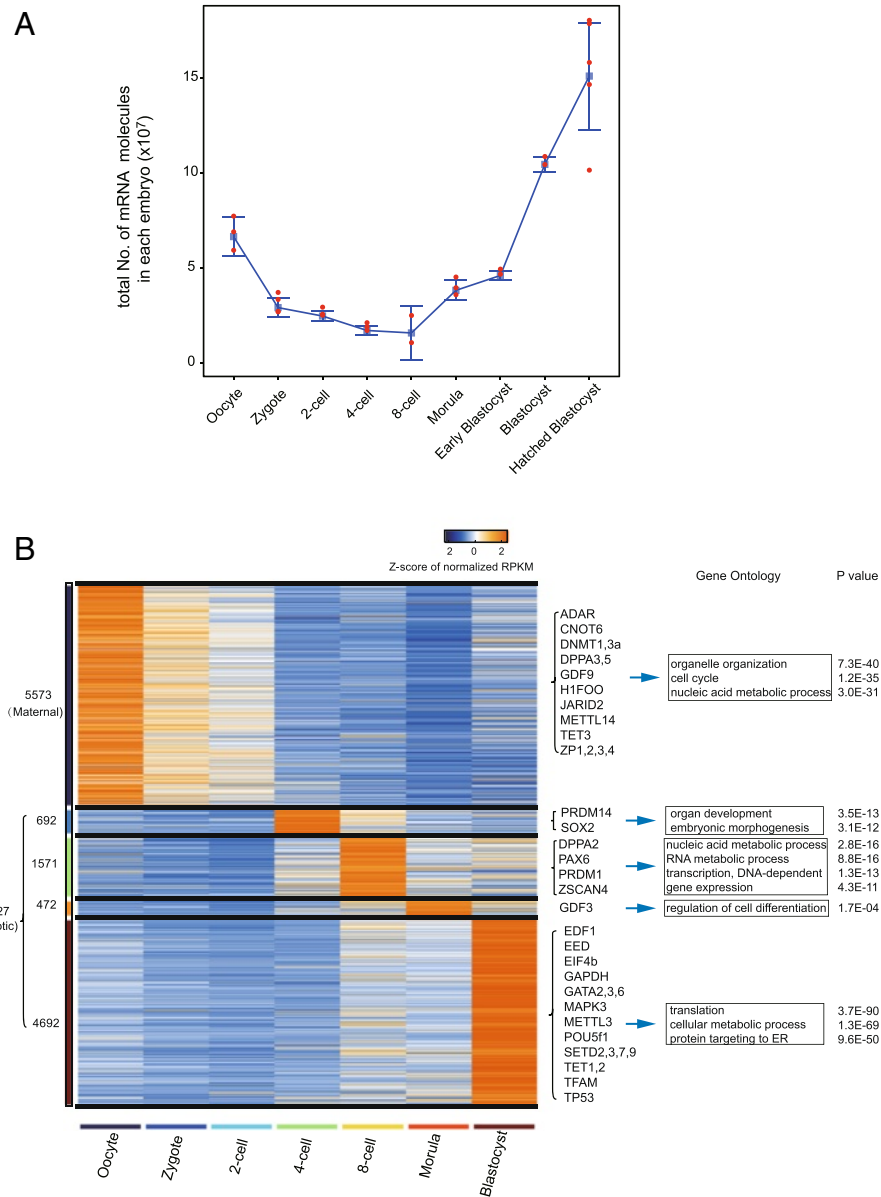 A
total No. of mRNA molecules
in each embryo (x10⁷)
15
10
5
0
Oocyte
Zygote
2-cell
4-cell
8-cell
Morula
Early Blastocyst
Blastocyst
Hatched Blastocyst
B
2 0 2
Z-score of normalized RPKM
Gene Ontology P value
5573
(Maternal)
ADAR
CNOT6
DNMT1,3a
DPPA3,5
GDF9
H1FOO
JARID2
METTL14
TET3
ZP1,2,3,4
organelle organization 7.3E-40
cell cycle 1.2E-35
nucleic acid metabolic process 3.0E-31
692
PRDM14
SOX2
organ development 3.5E-13
embryonic morphogenesis 3.1E-12
1571
DPPA2
PAX6
PRDM1
ZSCAN4
nucleic acid metabolic process 2.8E-16
RNA metabolic process 8.8E-16
transcription, DNA-dependent 1.3E-13
gene expression 4.3E-11
472
GDF3
regulation of cell differentiation 1.7E-04
27
otic)
4692
EDF1
EED
EIF4b
GAPDH
GATA2,3,6
MAPK3
METTL3
POU5f1
SETD2,3,7,9
TET1,2
TFAM
TP53
translation 3.7E-90
cellular metabolic process 1.3E-69
protein targeting to ER 9.6E-50
Oocyte
Zygote
2-cell
4-cell
8-cell
Morula
Blastocyst